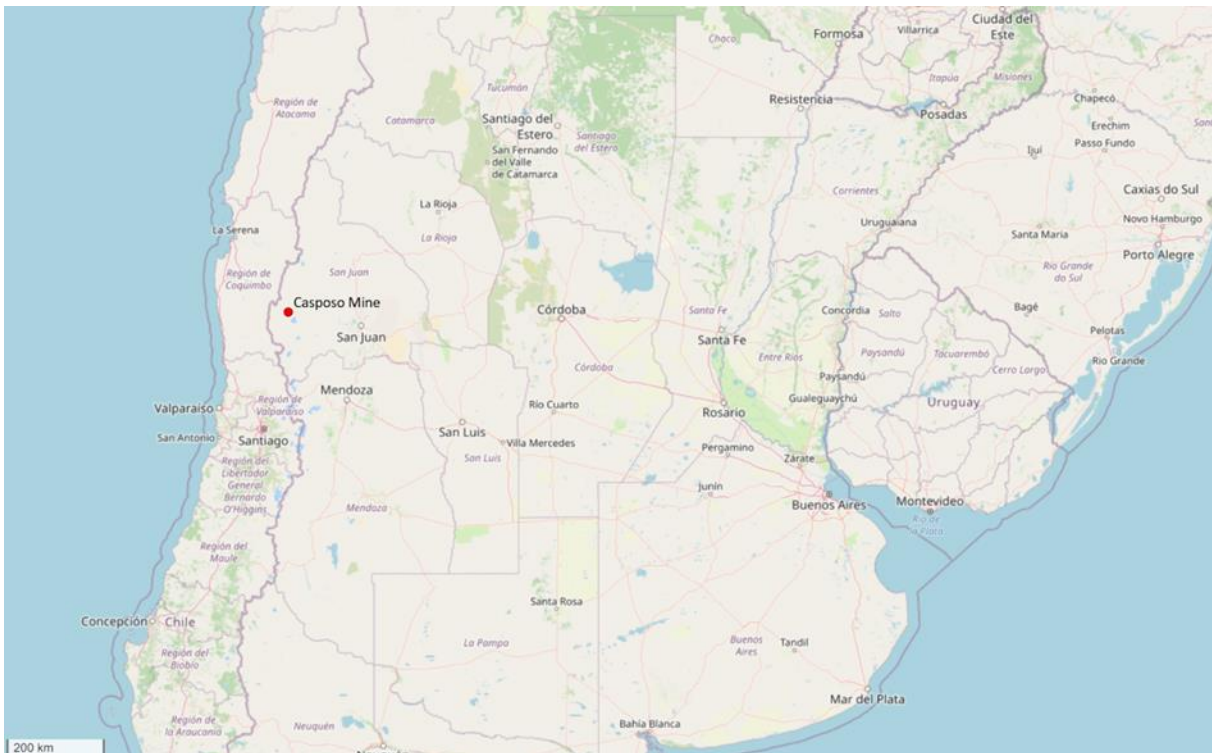 Ciudad del
Este
Villarrica
Formosa
Chaco
Itapúa
Misiones
Región de
Atacama
Catamarca
Tucumán
Santiago del
Estero
Santiago
del Estero
Resistencia
Posadas
Chapecó
Erechim
Passo Fundo
Ijuí
San Fernando
del Valle
de Catamarca
Corrientes
Caxias do Sul
La Rioja
La Rioja
Uruguaiana
Santa Maria
Novo Hamburgo
Porto Alegre
La Serena
Región de
Coquimbo
San Juan
Rio Grande
do Sul
Casposo Mine
San Juan
Córdoba
Córdoba
Santa Fe
Santa Fe
Entre Ríos
Concordia
Salto
Bagé
Pelotas
Rio Grande
Paysandú
Tacuarembó
Cerro Largo
Paysandú
Gualeguaychú
Uruguay
Mendoza
Río Cuarto
Rosario
Valparaíso
Región de
Valparaíso
San Antonio
Santiago
San Luis
San Luis
Villa Mercedes
Pergamino
Zárate
Región del
Libertador
General
Bernardo
O'Higgins
Mendoza
Junín
Buenos Aires
Montevideo
Río de
la Plata
Región del
Maule
Santa Rosa
Concepción
Chile
Región del
Biobío
La Pampa
Buenos
Aires
Tandil
Mar del Plata
Región de
la Araucanía
Neuquén
Bahía Blanca
200 km